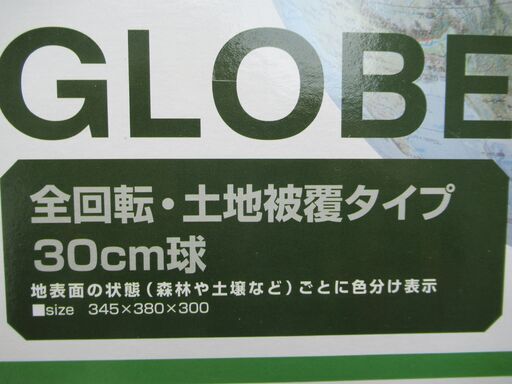 GLOBE
全回転・土地被覆タイプ
30cm球
地表面の状態(森林や土壌など)ごとに色分け表示
■size 345×380×300